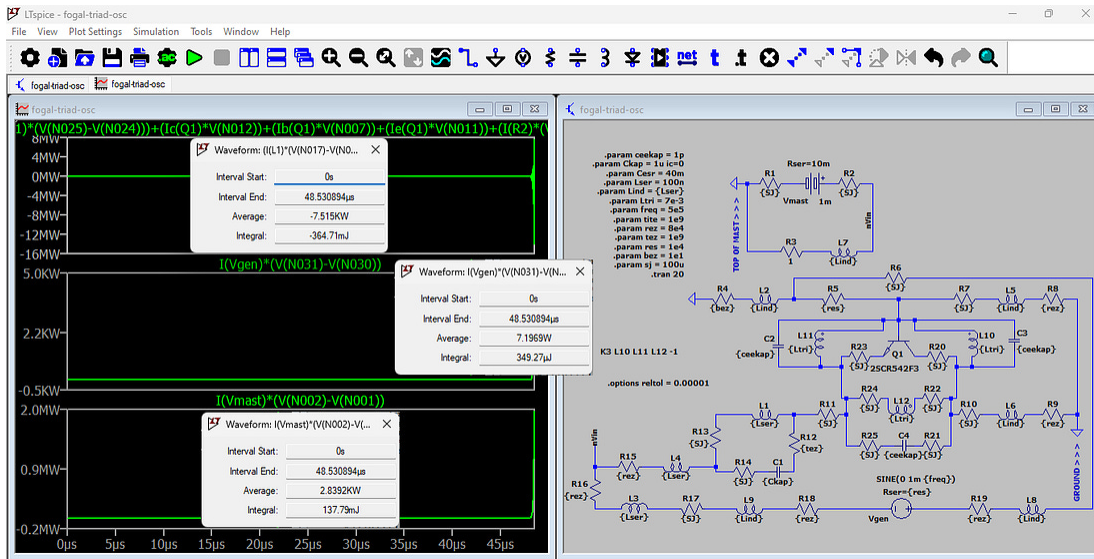 LTspice - fogal-triad-osc
File View Plot Settings Simulation Tools Window Help
.ac
net t .t
fogal-triad-osc fogal-triad-osc
fogal-triad-osc
1)*(V(N025)-V(N024)))+(Ic(Q1)*V(N012))+(Ib(Q1)*V(N007))+(Ie(Q1)*V(N011))+(I(R2)*(V
8MW
4MW
0MW
-4MW
-8MW
-12MW
-16MW
Waveform: (I(L1)*(V(N017)-V(N0...
Interval Start: 0s
Interval End: 48.530894µs
Average: -7.515KW
Integral: -364.71mJ
I(Vgen)*(V(N031)-V(N030))
5.0KW
2.2KW
-0.5KW
Waveform: I(Vgen)*(V(N031)-V(N...
Interval Start: 0s
Interval End: 48.530894µs
Average: 7.1969W
Integral: 349.27µJ
I(Vmast)*(V(N002)-V(N001))
2.0MW
0.9MW
-0.2MW
Waveform: I(Vmast)*(V(N002)-V(...
Interval Start: 0s
Interval End: 48.530894µs
Average: 2.8392KW
Integral: 137.79mJ
0µs 5µs 10µs 15µs 20µs 25µs 30µs 35µs 40µs 45µs
fogal-triad-osc
.param ceekap = 1p
.param Ckap = 1u ic=0
.param Cesr = 40m
.param Lser = 100n
.param Lind = {Lser}
.param Ltri = 7e-3
.param freq = 5e5
.param tite = 1e9
.param rez = 8e4
.param tez = 1e9
.param res = 1e4
.param bez = 1e1
.param sj = 100u
.tran 20
Rser=10m
R1
{SJ}
Vmast
1m
R2
{SJ}
TOP OF MAST > > > >
nVin
R3
1
L7
{Lind}
R6
{SJ}
R4
{bez}
L2
{Lind}
R5
{res}
R7
{SJ}
L5
{Lind}
R8
{rez}
C2
{ceekap}
L11
{Ltri}
R23
{SJ}
Q1
2SCR542F3
R20
{SJ}
L10
{Ltri}
C3
{ceekap}
K3 L10 L11 L12 -1
.options reltol = 0.00001
R24
{SJ}
L12
{Ltri}
R22
{SJ}
R25
{SJ}
C4
{ceekap}
R21
{SJ}
L1
{Lser}
R11
{SJ}
R10
{SJ}
L6
{Lind}
R9
{rez}
R13
{SJ}
R12
{tez}
nVin
R15
{rez}
L4
{Lser}
R14
{SJ}
C1
{Ckap}
GROUND < < < <
R16
{rez}
L3
{Lser}
R17
{SJ}
L9
{Lind}
R18
{rez}
SINE(0 1m {freq})
Rser={res}
Vgen
R19
{rez}
L8
{Lind}